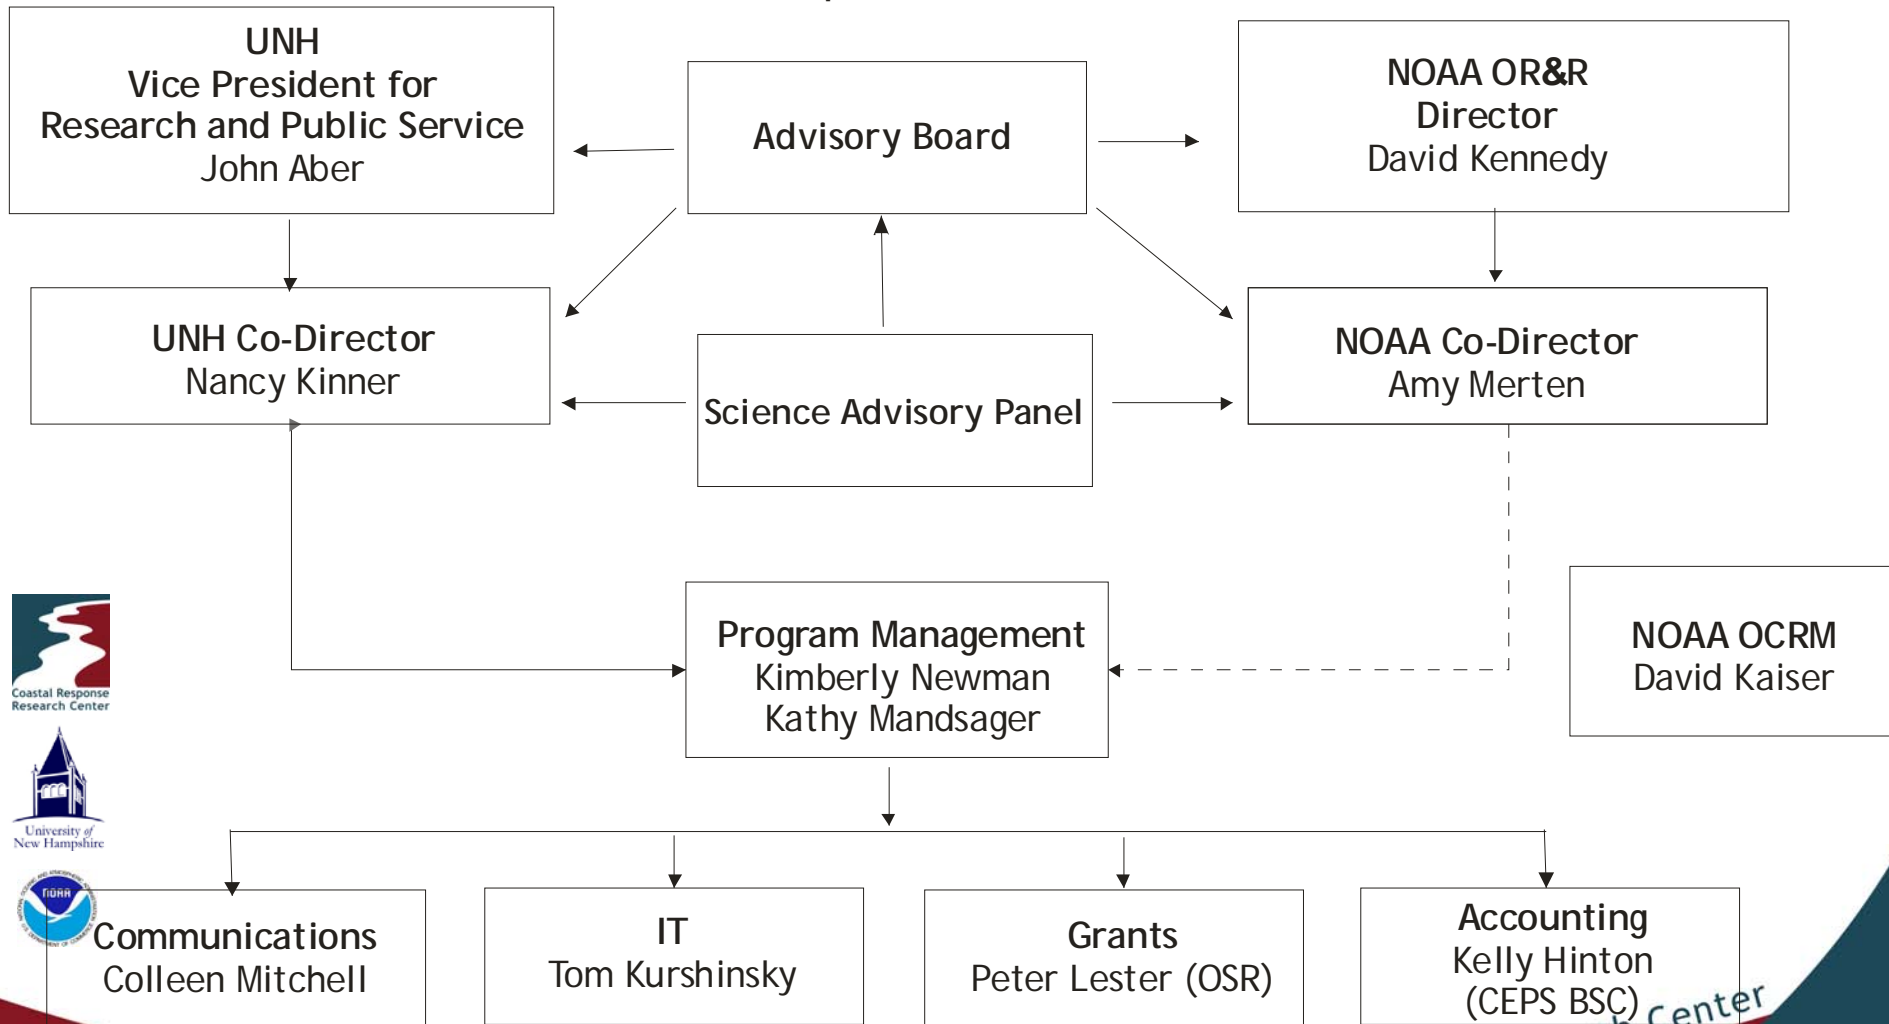 UNH
Vice President for
Research and Public Service
John Aber
Advisory Board
NOAA OR&R
Director
David Kennedy
UNH Co-Director
Nancy Kinner
Science Advisory Panel
NOAA Co-Director
Amy Merten
Program Management
Kimberly Newman
Kathy Mandsager
NOAA OCRM
David Kaiser
Coastal Response
Research Center
University of
New Hampshire
NOAA
Communications
Colleen Mitchell
IT
Tom Kurshinsky
Grants
Peter Lester (OSR)
Accounting
Kelly Hinton
(CEPS BSC)
Center